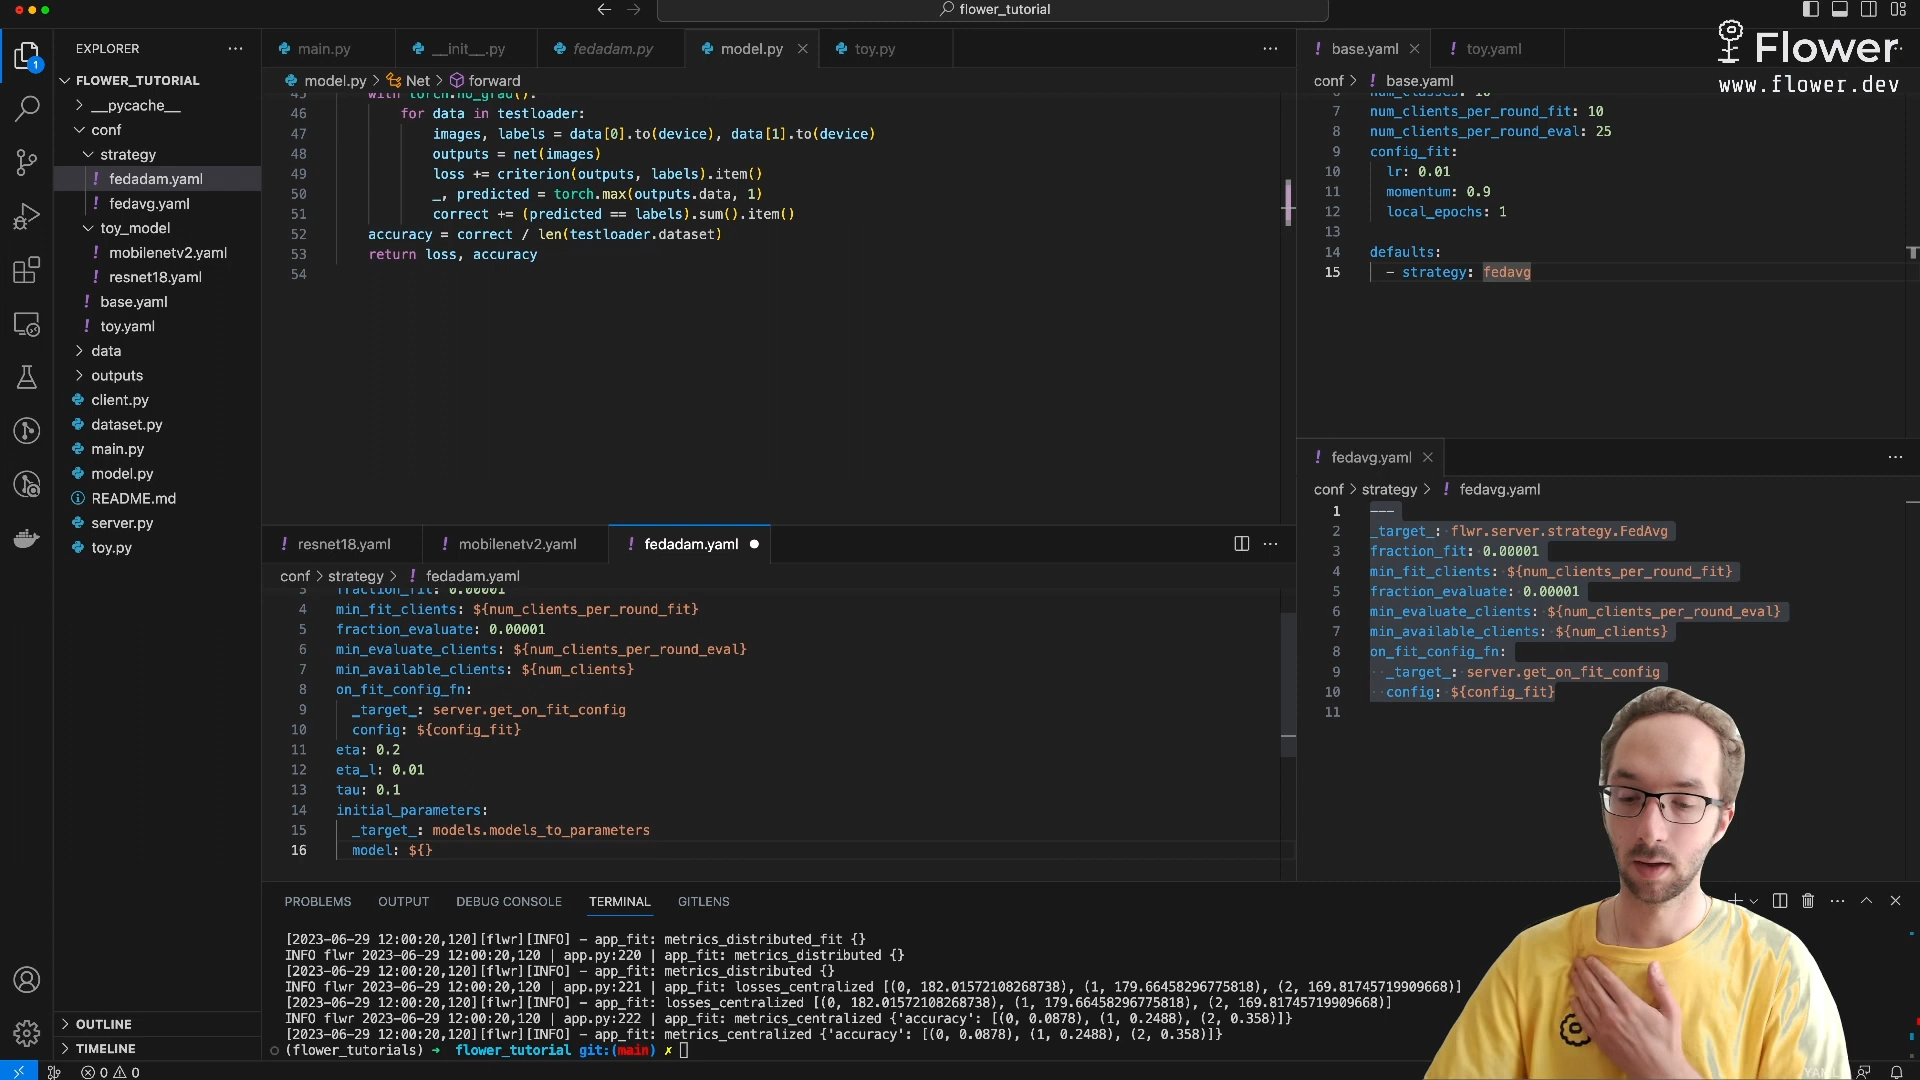 flower_tutorial
EXPLORER
FLOWER_TUTORIAL
__pycache__
conf
strategy
fedadam.yaml
fedavg.yaml
toy_model
mobilenetv2.yaml
resnet18.yaml
base.yaml
toy.yaml
data
outputs
client.py
dataset.py
main.py
model.py
README.md
server.py
toy.py
OUTLINE
TIMELINE
1
main.py
__init__.py
fedadam.py
model.py
toy.py
model.py > Net > forward
45 with torch.no_grad():
46 for data in testloader:
47 images, labels = data[0].to(device), data[1].to(device)
48 outputs = net(images)
49 loss += criterion(outputs, labels).item()
50 _, predicted = torch.max(outputs.data, 1)
51 correct += (predicted == labels).sum().item()
52 accuracy = correct / len(testloader.dataset)
53 return loss, accuracy
54
base.yaml
toy.yaml
Flower
www.flower.dev
conf > base.yaml
6 num_classes: 10
7 num_clients_per_round_fit: 10
8 num_clients_per_round_eval: 25
9 config_fit:
10 lr: 0.01
11 momentum: 0.9
12 local_epochs: 1
13
14 defaults:
15 - strategy: fedavg
resnet18.yaml
mobilenetv2.yaml
fedadam.yaml
conf > strategy > fedadam.yaml
3 fraction_fit: 0.00001
4 min_fit_clients: ${num_clients_per_round_fit}
5 fraction_evaluate: 0.00001
6 min_evaluate_clients: ${num_clients_per_round_eval}
7 min_available_clients: ${num_clients}
8 on_fit_config_fn:
9 _target_: server.get_on_fit_config
10 config: ${config_fit}
11 eta: 0.2
12 eta_l: 0.01
13 tau: 0.1
14 initial_parameters:
15 _target_: models.models_to_parameters
16 model: ${}
fedavg.yaml
conf > strategy > fedavg.yaml
1 ---
2 _target_: flwr.server.strategy.FedAvg
3 fraction_fit: 0.00001
4 min_fit_clients: ${num_clients_per_round_fit}
5 fraction_evaluate: 0.00001
6 min_evaluate_clients: ${num_clients_per_round_eval}
7 min_available_clients: ${num_clients}
8 on_fit_config_fn:
9 _target_: server.get_on_fit_config
10 config: ${config_fit}
11
PROBLEMS OUTPUT DEBUG CONSOLE TERMINAL GITLENS
[2023-06-29 12:00:20,120][flwr][INFO] - app_fit: metrics_distributed_fit {}
INFO flwr 2023-06-29 12:00:20,120 | app.py:220 | app_fit: metrics_distributed {}
[2023-06-29 12:00:20,120][flwr][INFO] - app_fit: metrics_distributed {}
INFO flwr 2023-06-29 12:00:20,120 | app.py:221 | app_fit: losses_centralized [(0, 182.01572108268738), (1, 179.66458296775818), (2, 169.81745719909668)]
[2023-06-29 12:00:20,120][flwr][INFO] - app_fit: losses_centralized [(0, 182.01572108268738), (1, 179.66458296775818), (2, 169.81745719909668)]
INFO flwr 2023-06-29 12:00:20,120 | app.py:222 | app_fit: metrics_centralized {'accuracy': [(0, 0.0878), (1, 0.2488), (2, 0.358)]}
[2023-06-29 12:00:20,120][flwr][INFO] - app_fit: metrics_centralized {'accuracy': [(0, 0.0878), (1, 0.2488), (2, 0.358)]}
(flower_tutorials) → flower_tutorial git:(main) ✗
0 0